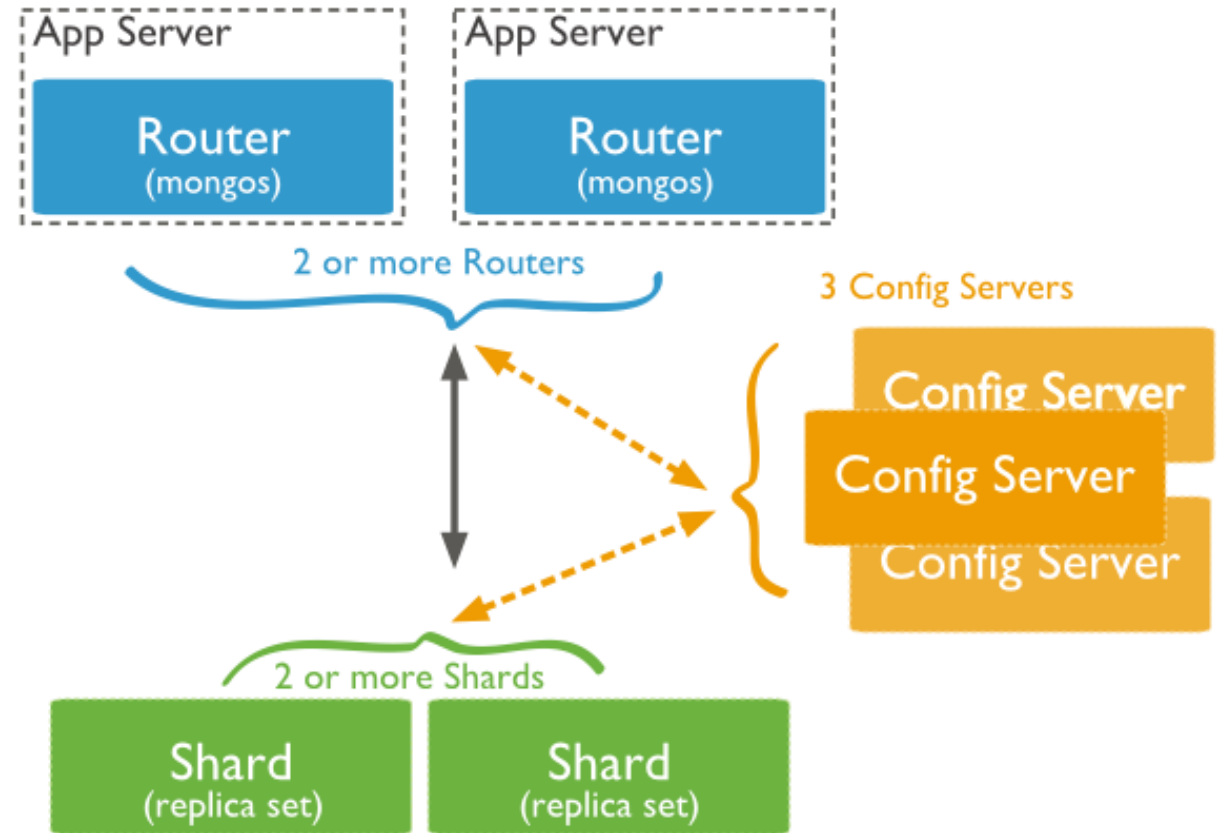 App Server
App Server
Router
(mongos)
Router
(mongos)
2 or more Routers
3 Config Servers
Config Server
Config Server
Config Server
2 or more Shards
Shard
(replica set)
Shard
(replica set)